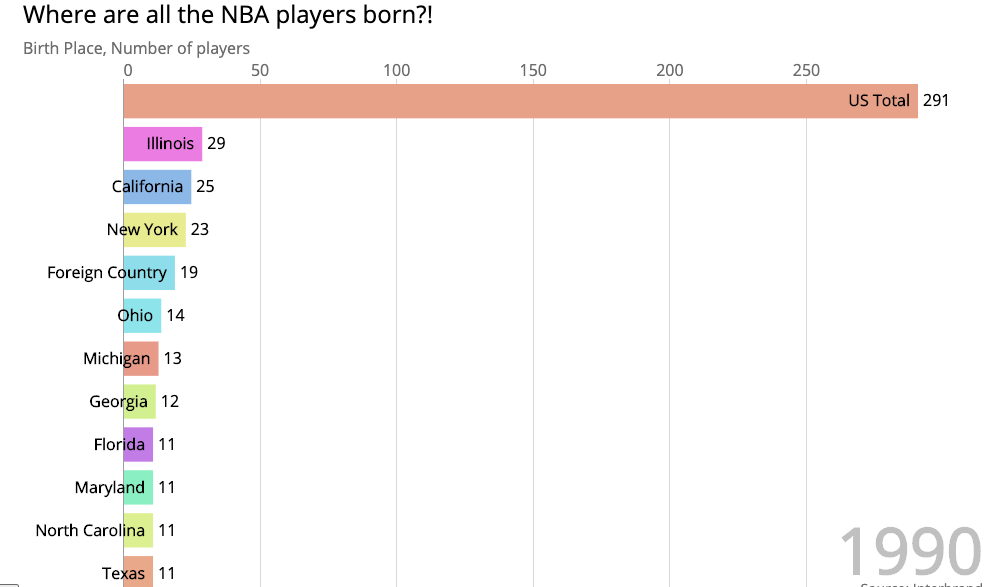 Where are all the NBA players born?!
Birth Place, Number of players
0 50 100 150 200 250
US Total 291
Illinois 29
California 25
New York 23
Foreign Country 19
Ohio 14
Michigan 13
Georgia 12
Florida 11
Maryland 11
North Carolina 11
Texas 11
1990
Source: Interbrand